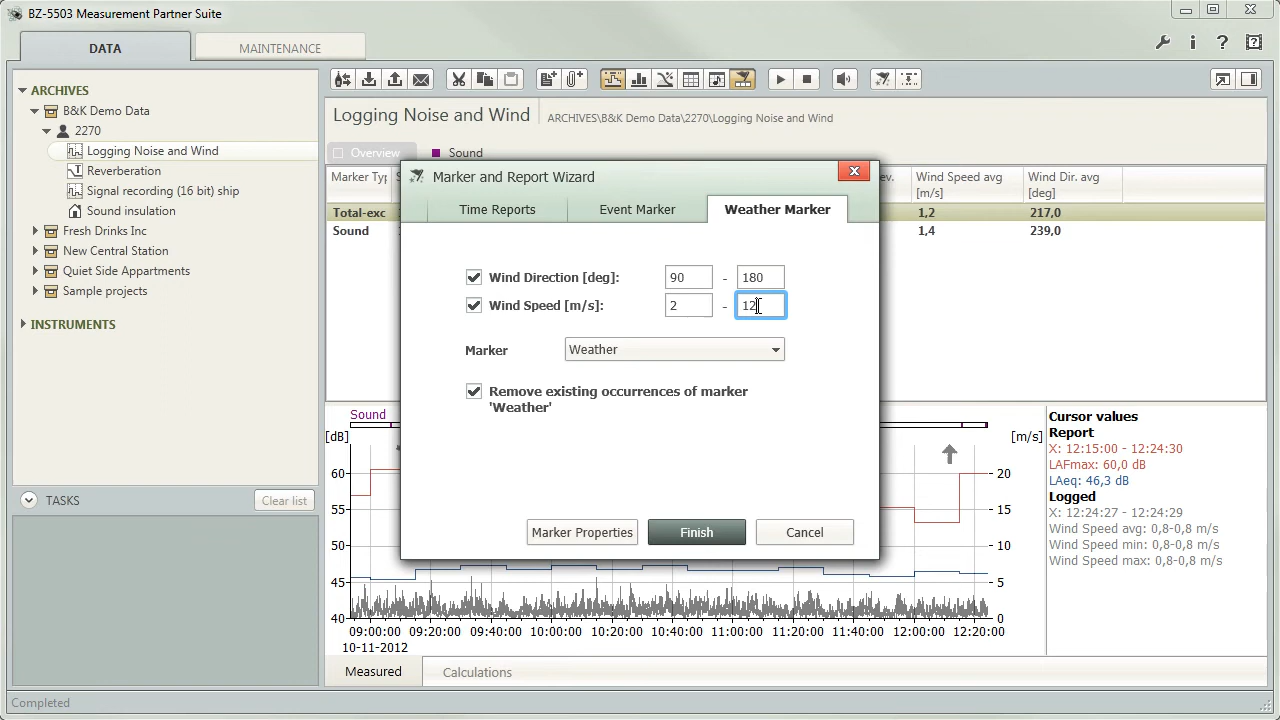 BZ-5503 Measurement Partner Suite
DATA
MAINTENANCE
ARCHIVES
B&K Demo Data
2270
Logging Noise and Wind
Reverberation
Signal recording (16 bit) ship
Sound insulation
Fresh Drinks Inc
New Central Station
Quiet Side Appartments
Sample projects
INSTRUMENTS
TASKS
Clear list
Logging Noise and Wind
ARCHIVES\B&K Demo Data\2270\Logging Noise and Wind
Overview
Sound
Marker Typ
Wind Speed avg
[m/s]
Wind Dir. avg
[deg]
Total-exc
1,2
217,0
Sound
1,4
239,0
Marker and Report Wizard
Time Reports
Event Marker
Weather Marker
Wind Direction [deg]:
90
-
180
Wind Speed [m/s]:
2
-
12
Marker
Weather
Remove existing occurrences of marker
'Weather'
Marker Properties
Finish
Cancel
Sound
[dB]
60
55
50
45
40
[m/s]
20
15
10
5
0
09:00:00 09:20:00 09:40:00 10:00:00 10:20:00 10:40:00 11:00:00 11:20:00 11:40:00 12:00:00 12:20:00
10-11-2012
Cursor values
Report
X: 12:15:00 - 12:24:30
LAFmax: 60,0 dB
LAeq: 46,3 dB
Logged
X: 12:24:27 - 12:24:29
Wind Speed avg: 0,8-0,8 m/s
Wind Speed min: 0,8-0,8 m/s
Wind Speed max: 0,8-0,8 m/s
Measured
Calculations
Completed